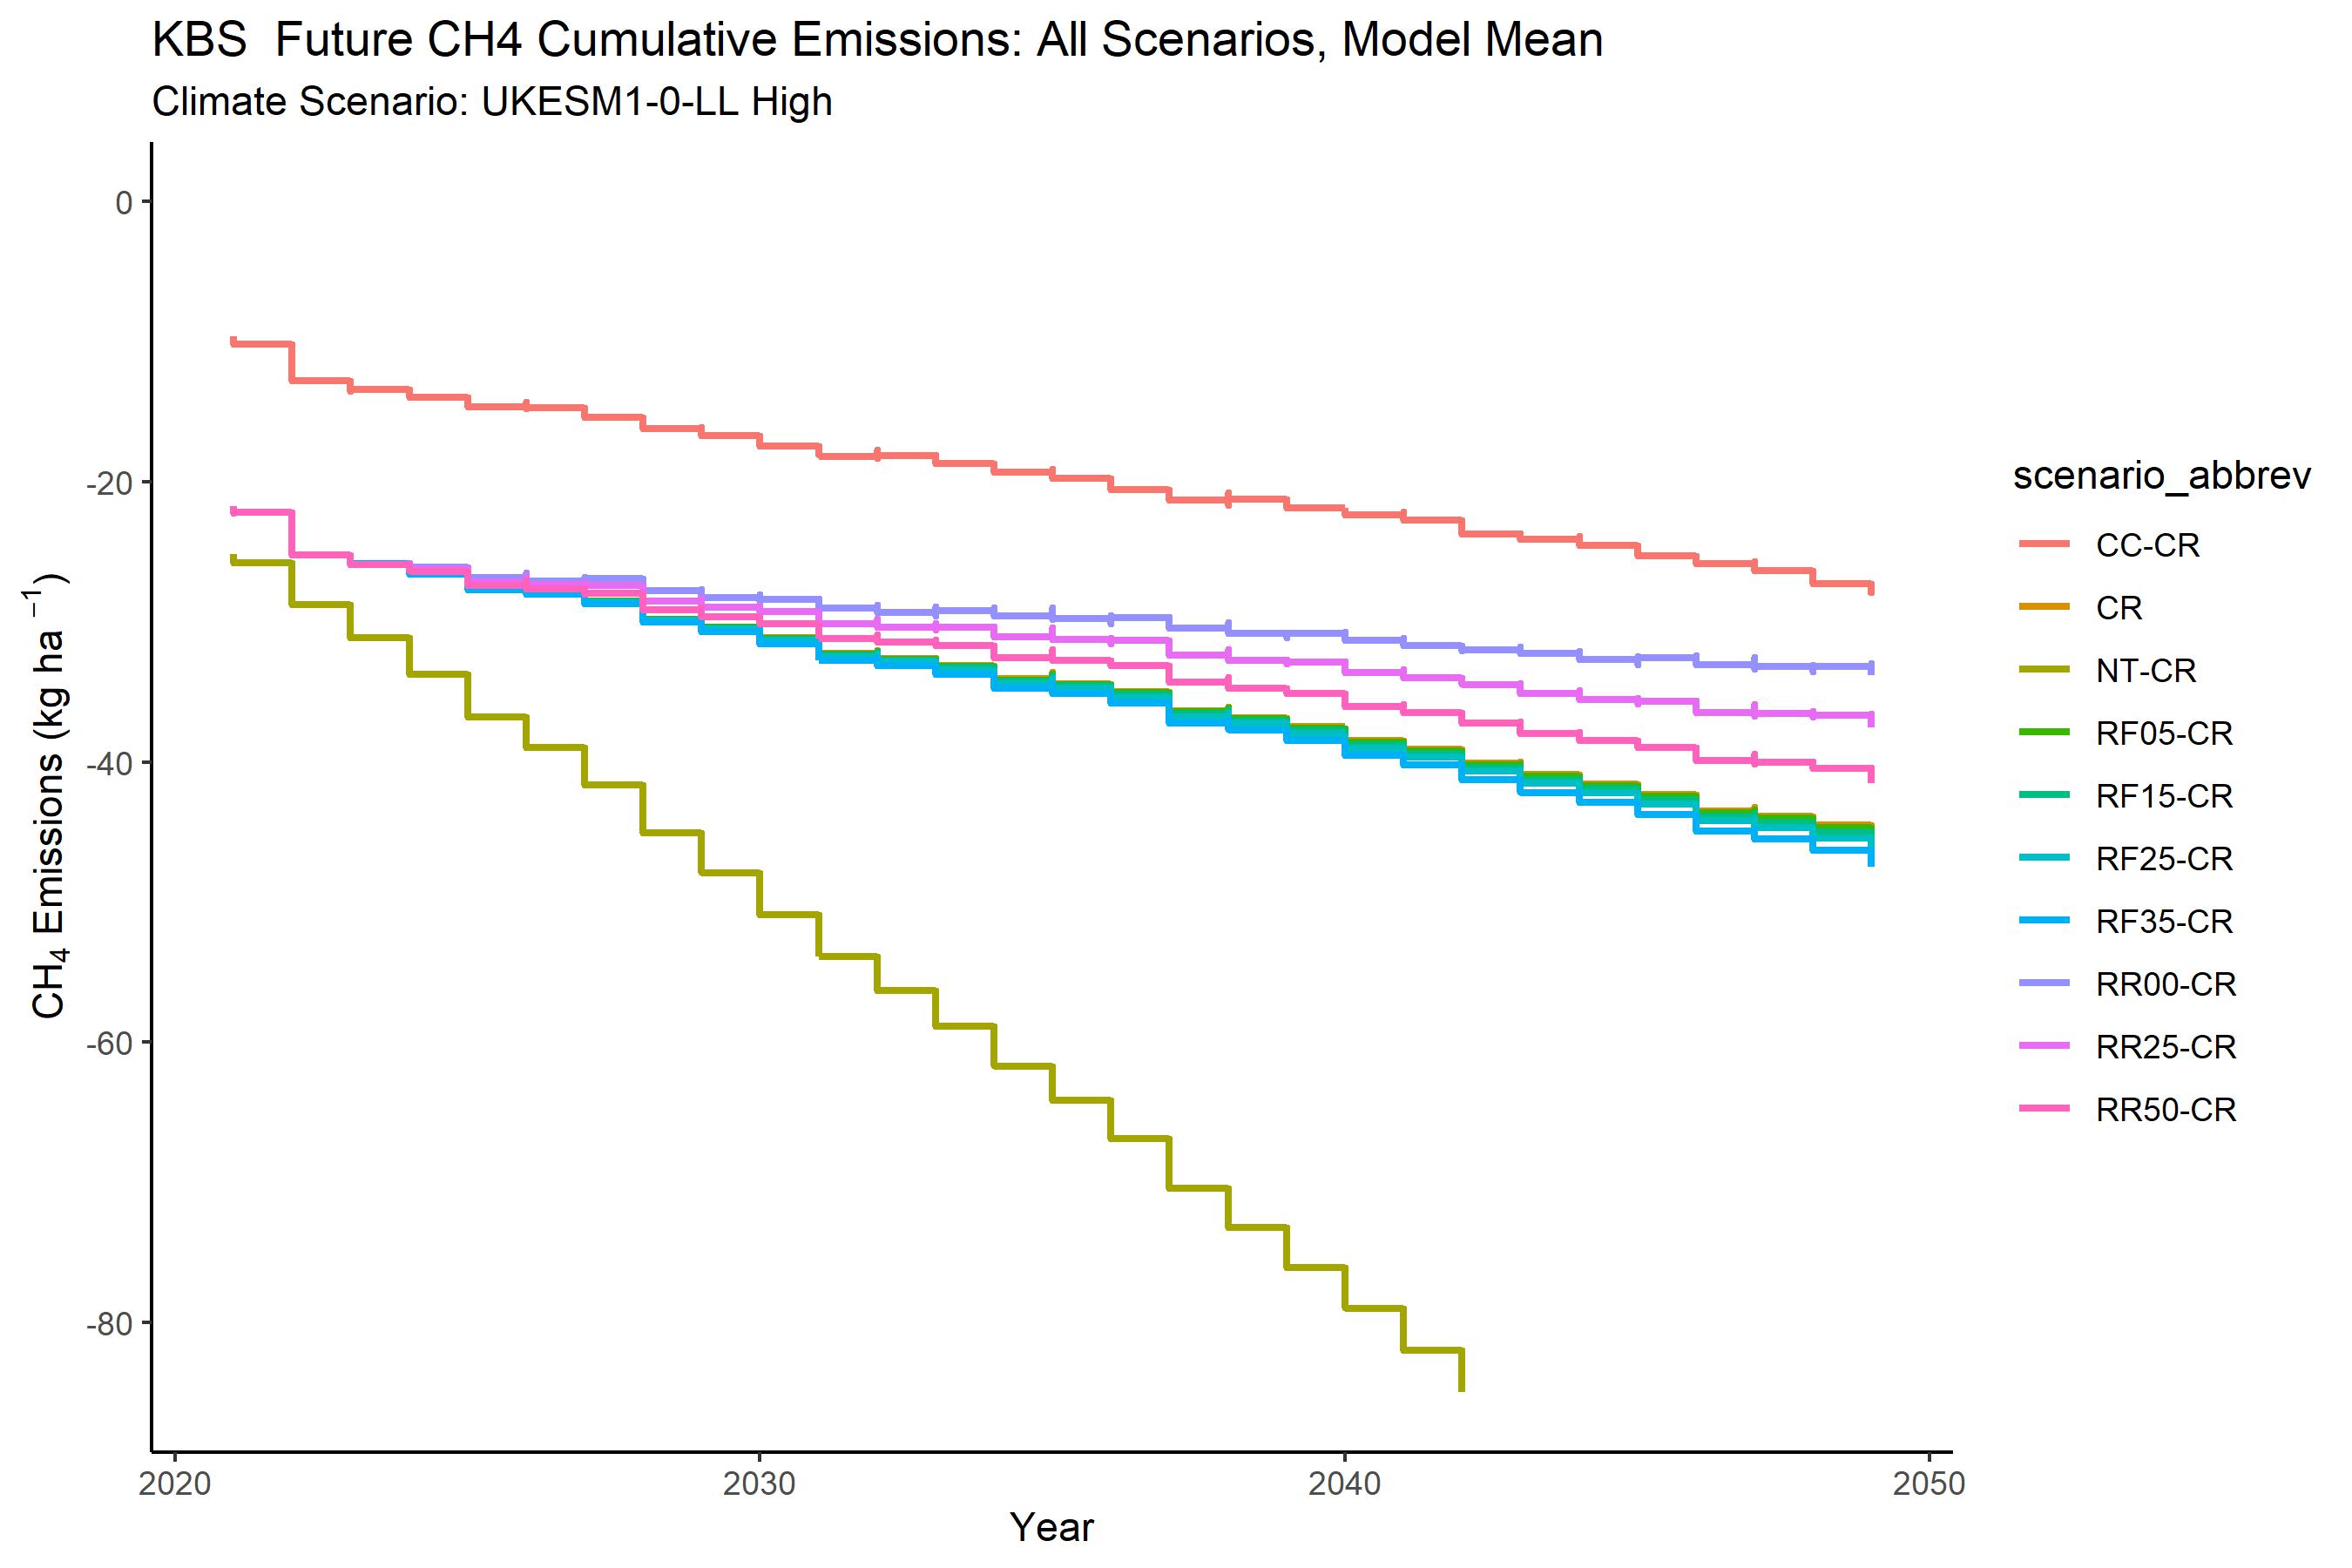 KBS  Future CH4 Cumulative Emissions: All Scenarios, Model Mean
Climate Scenario: UKESM1-0-LL High
CH₄ Emissions (kg ha ⁻¹)
0
-20
-40
-60
-80
2020
2030
2040
2050
Year
scenario_abbrev
CC-CR
CR
NT-CR
RF05-CR
RF15-CR
RF25-CR
RF35-CR
RR00-CR
RR25-CR
RR50-CR